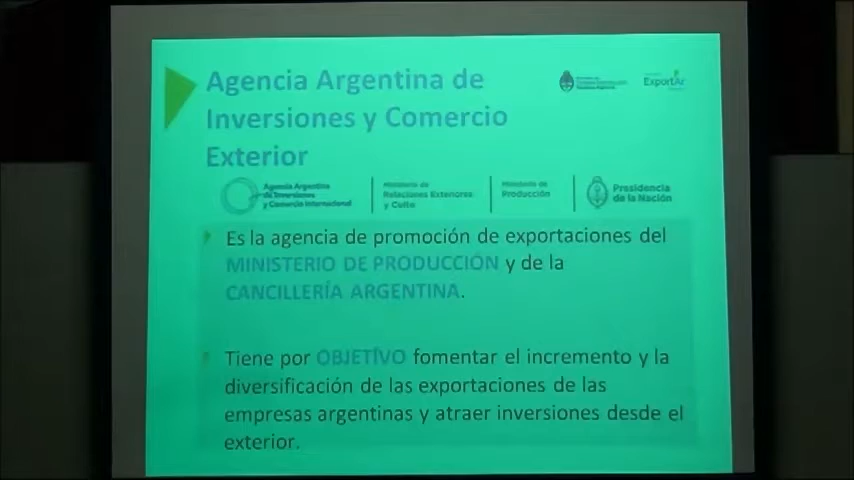 Agencia Argentina de
Inversiones y Comercio
Exterior
ExportAr
Agencia Argentina
de Inversiones
y Comercio Internacional
Ministerio de
Relaciones Exteriores
y Culto
Ministerio de
Producción
Presidencia
de la Nación
Es la agencia de promoción de exportaciones del
MINISTERIO DE PRODUCCIÓN y de la
CANCILLERÍA ARGENTINA.
Tiene por OBJETÍVO fomentar el incremento y la
diversificación de las exportaciones de las
empresas argentinas y atraer inversiones desde el
exterior.